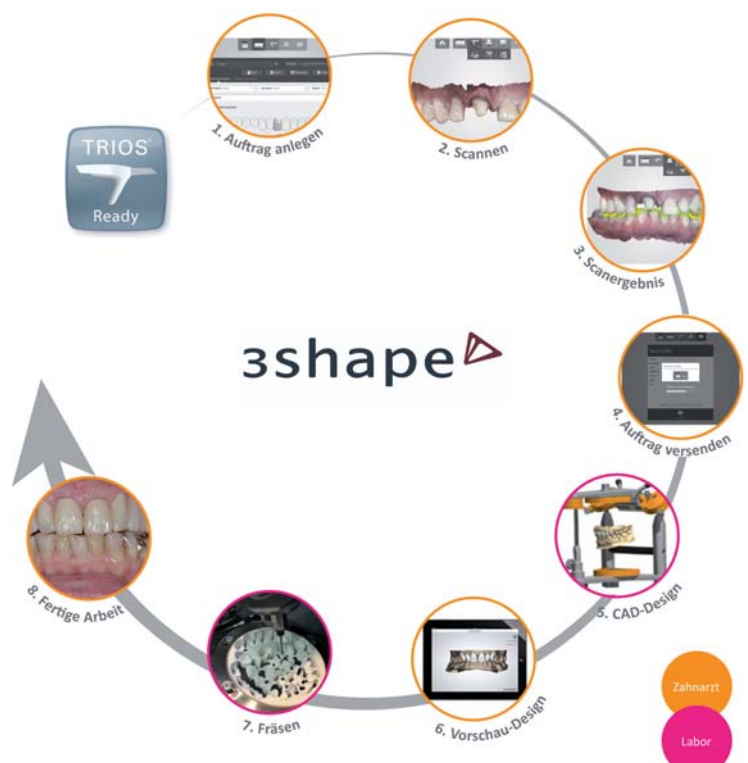 TRIOS
Ready
1. Auftrag anlegen
2. Scannen
3. Scanergebnis
4. Auftrag versenden
3shape
5. CAD-Design
6. Vorschau-Design
7. Fräsen
8. Fertige Arbeit
Zahnarzt
Labor